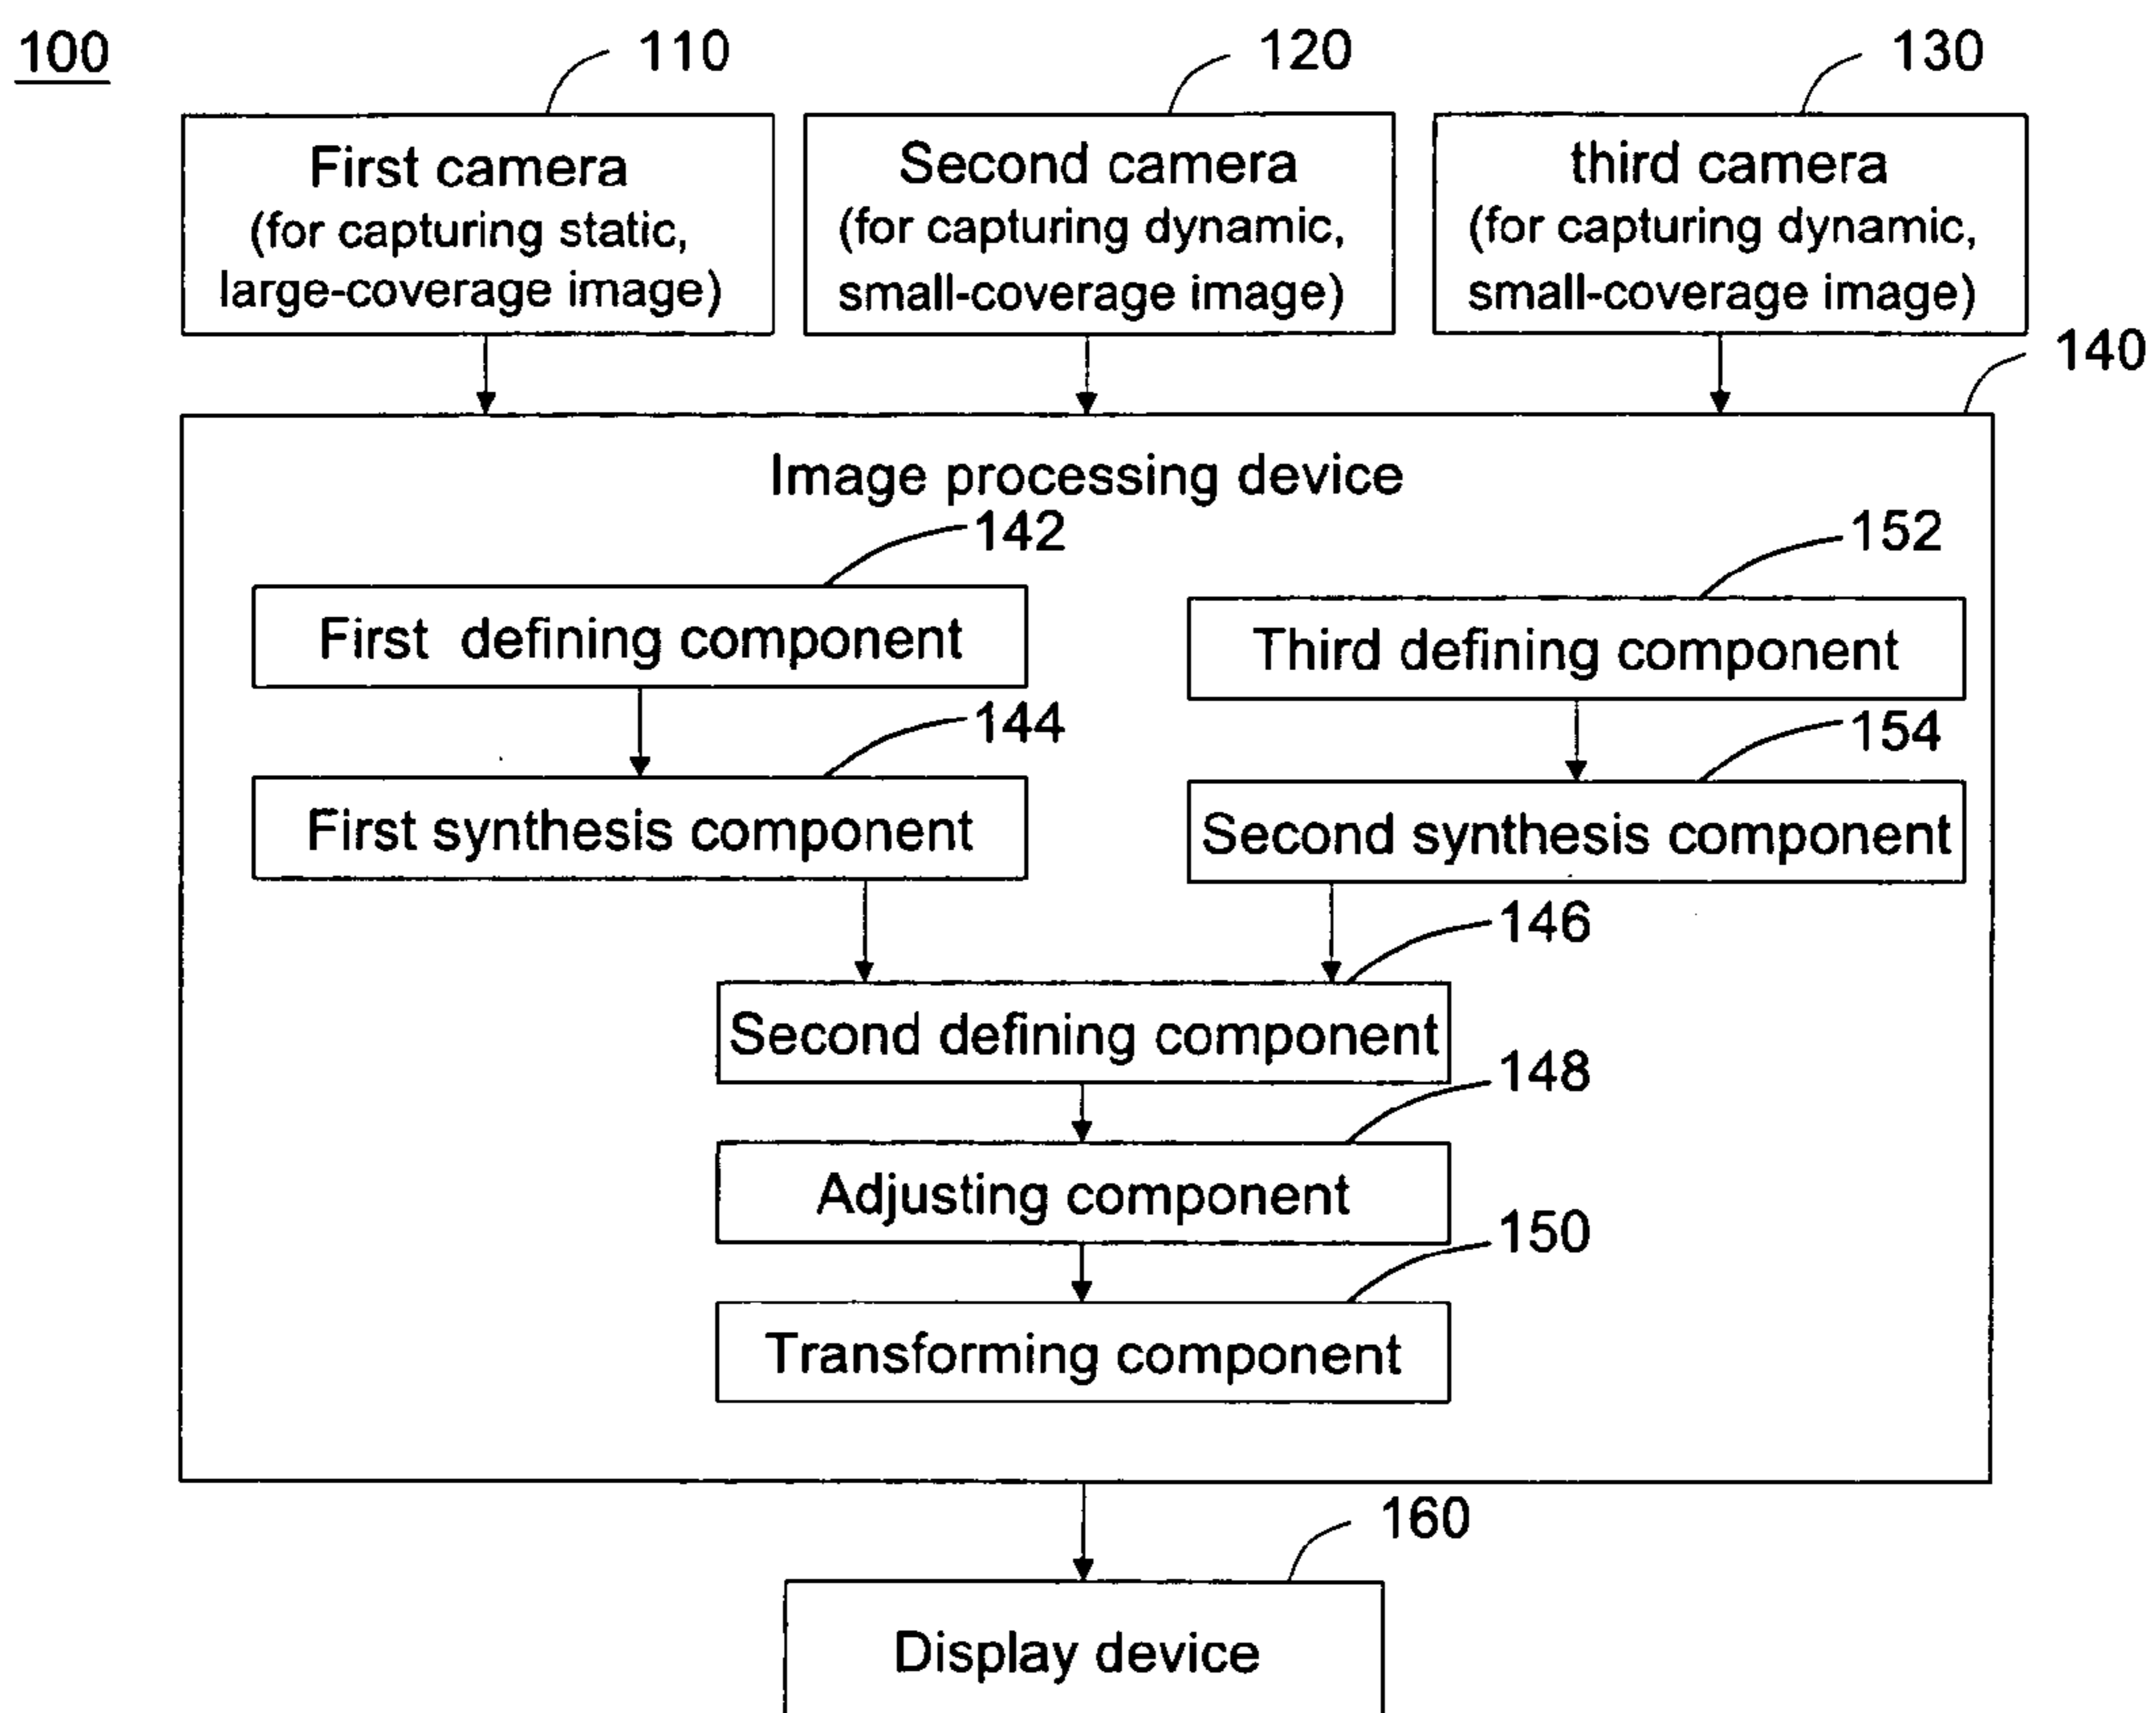 100
110
120
130
First camera
(for capturing static,
large-coverage image)
Second camera
(for capturing dynamic,
small-coverage image)
third camera
(for capturing dynamic,
small-coverage image)
140
Image processing device
142
152
First defining component
Third defining component
144
154
First synthesis component
Second synthesis component
146
Second defining component
148
Adjusting component
150
Transforming component
160
Display device